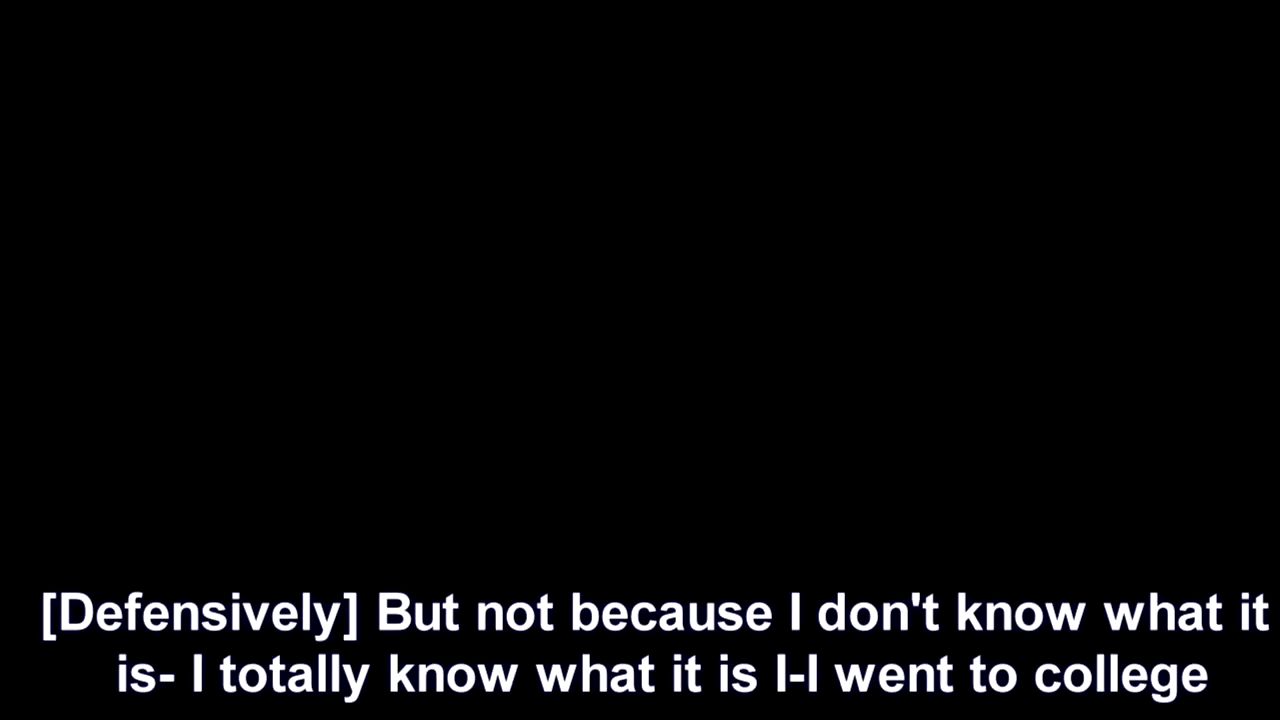 [Defensively] But not because I don't know what it
is- I totally know what it is I-I went to college